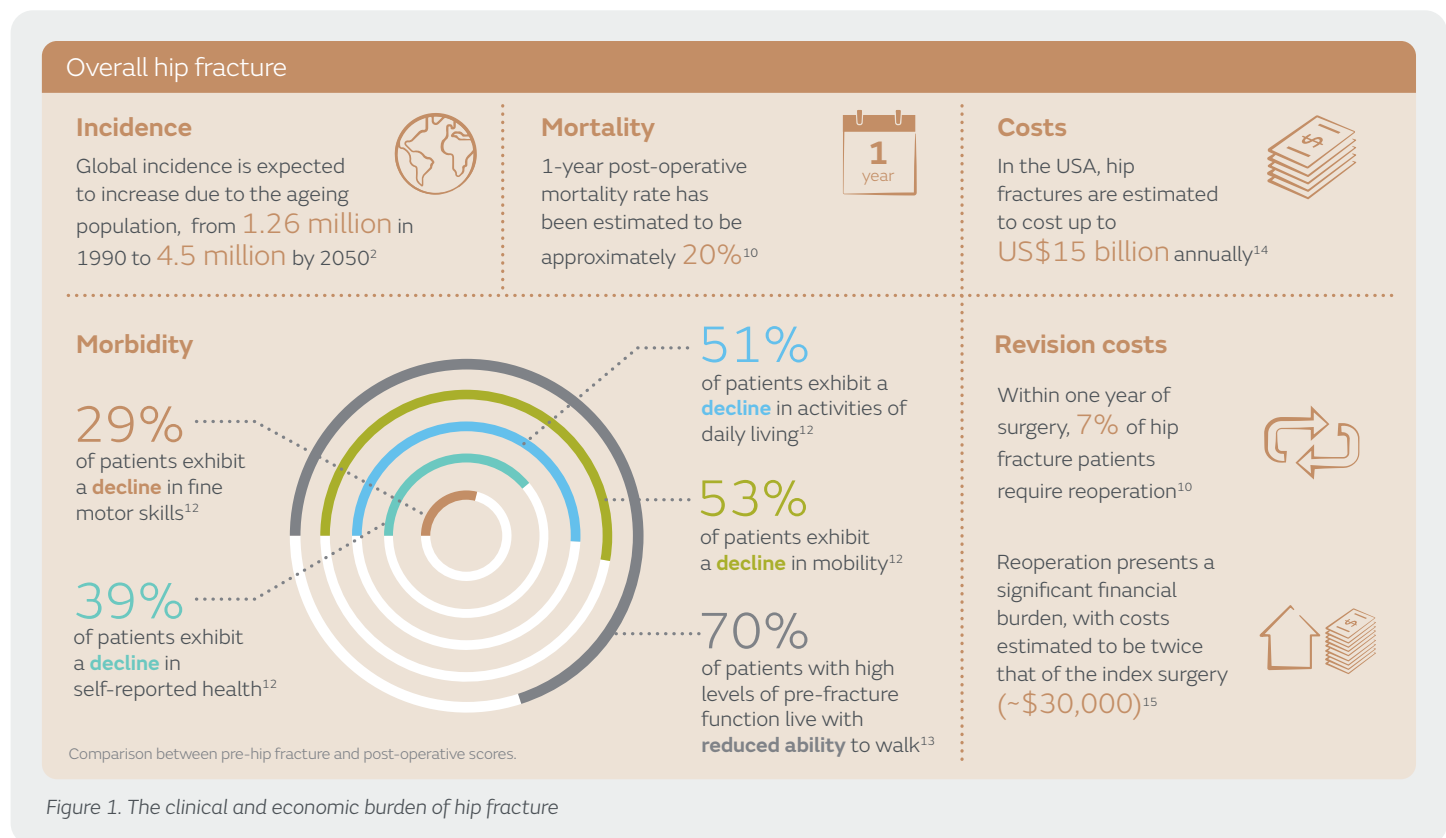 Overall hip fracture
Incidence
Global incidence is expected
to increase due to the ageing
population, from 1.26 million in
1990 to 4.5 million by 2050²
Mortality
1-year post-operative
mortality rate has
been estimated to be
approximately 20%¹⁰
1
year
Costs
In the USA, hip
fractures are estimated
to cost up to
US$15 billion annually¹⁴
$
Morbidity
29%
of patients exhibit
a decline in fine
motor skills¹²
39%
of patients exhibit
a decline in
self-reported health¹²
51%
of patients exhibit a
decline in activities of
daily living¹²
53%
of patients exhibit
a decline in mobility¹²
70%
of patients with high
levels of pre-fracture
function live with
reduced ability to walk¹³
Comparison between pre-hip fracture and post-operative scores.
Revision costs
Within one year of
surgery, 7% of hip
fracture patients
require reoperation¹⁰
Reoperation presents a
significant financial
burden, with costs
estimated to be twice
that of the index surgery
(~$30,000)¹⁵
$
Figure 1. The clinical and economic burden of hip fracture